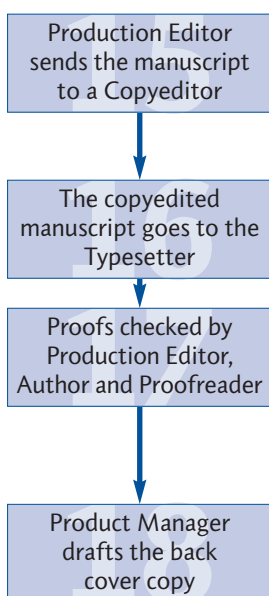 15
Production Editor
sends the manuscript
to a Copyeditor
16
The copyedited
manuscript goes to the
Typesetter
17
Proofs checked by
Production Editor,
Author and Proofreader
18
Product Manager
drafts the back
cover copy